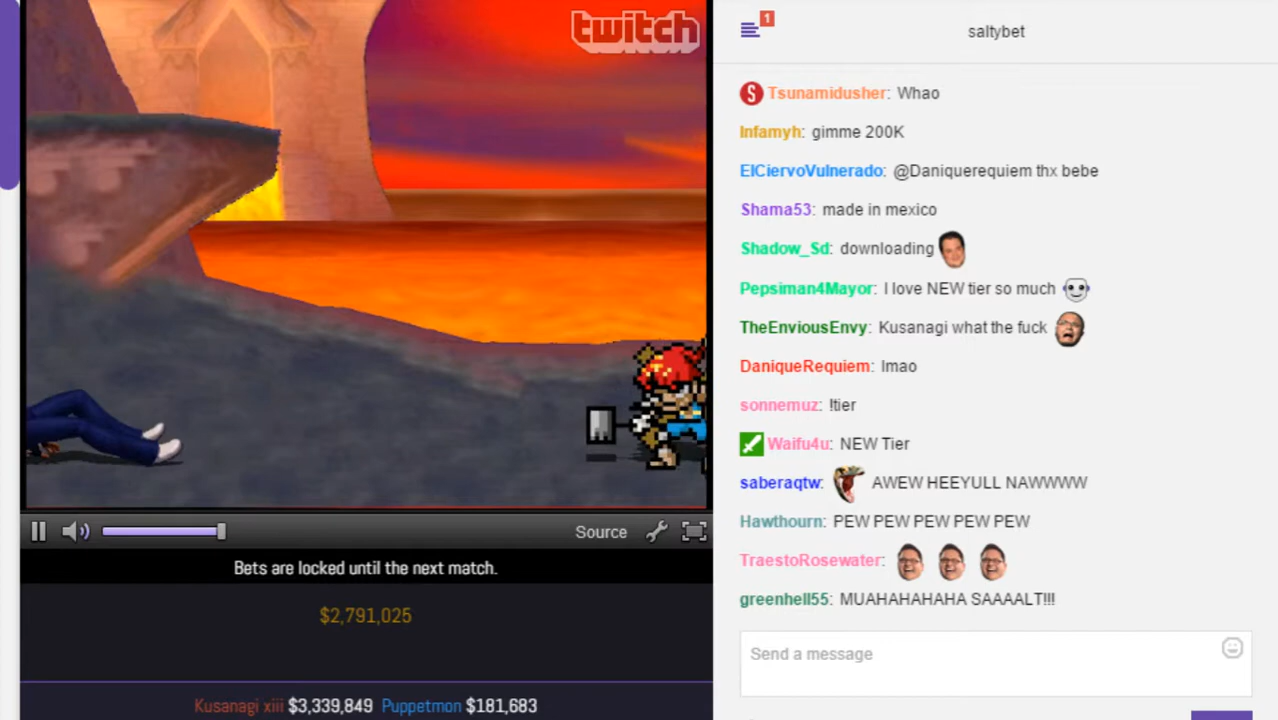 twitch
Source
Bets are locked until the next match.
$2,791,025
Kusanagi xiii $3,339,849 Puppetmon $181,683
1
saltybet
S Tsunamidusher: Whao
Infamyh: gimme 200K
ElCiervoVulnerado: @Daniquerequiem thx bebe
Shama53: made in mexico
Shadow_Sd: downloading
Pepsiman4Mayor: I love NEW tier so much
TheEnviousEnvy: Kusanagi what the fuck
DaniqueRequiem: lmao
sonnemuz: !tier
Waifu4u: NEW Tier
saberaqtw: AWEW HEEYULL NAWWWW
Hawthourn: PEW PEW PEW PEW PEW
TraestoRosewater:
greenhell55: MUAHAHAHAHA SAAAALT!!!
Send a message